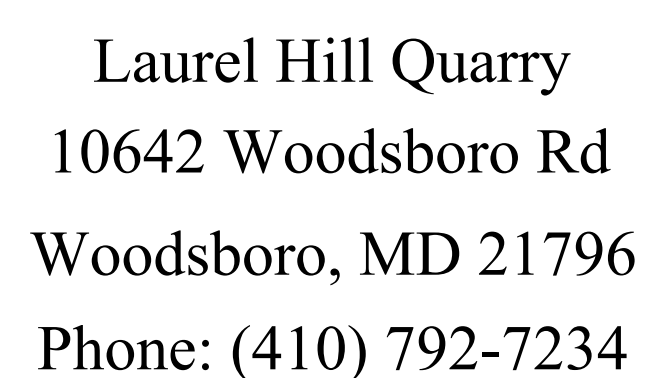 Laurel Hill Quarry
10642 Woodsboro Rd
Woodsboro, MD 21796
Phone: (410) 792-7234